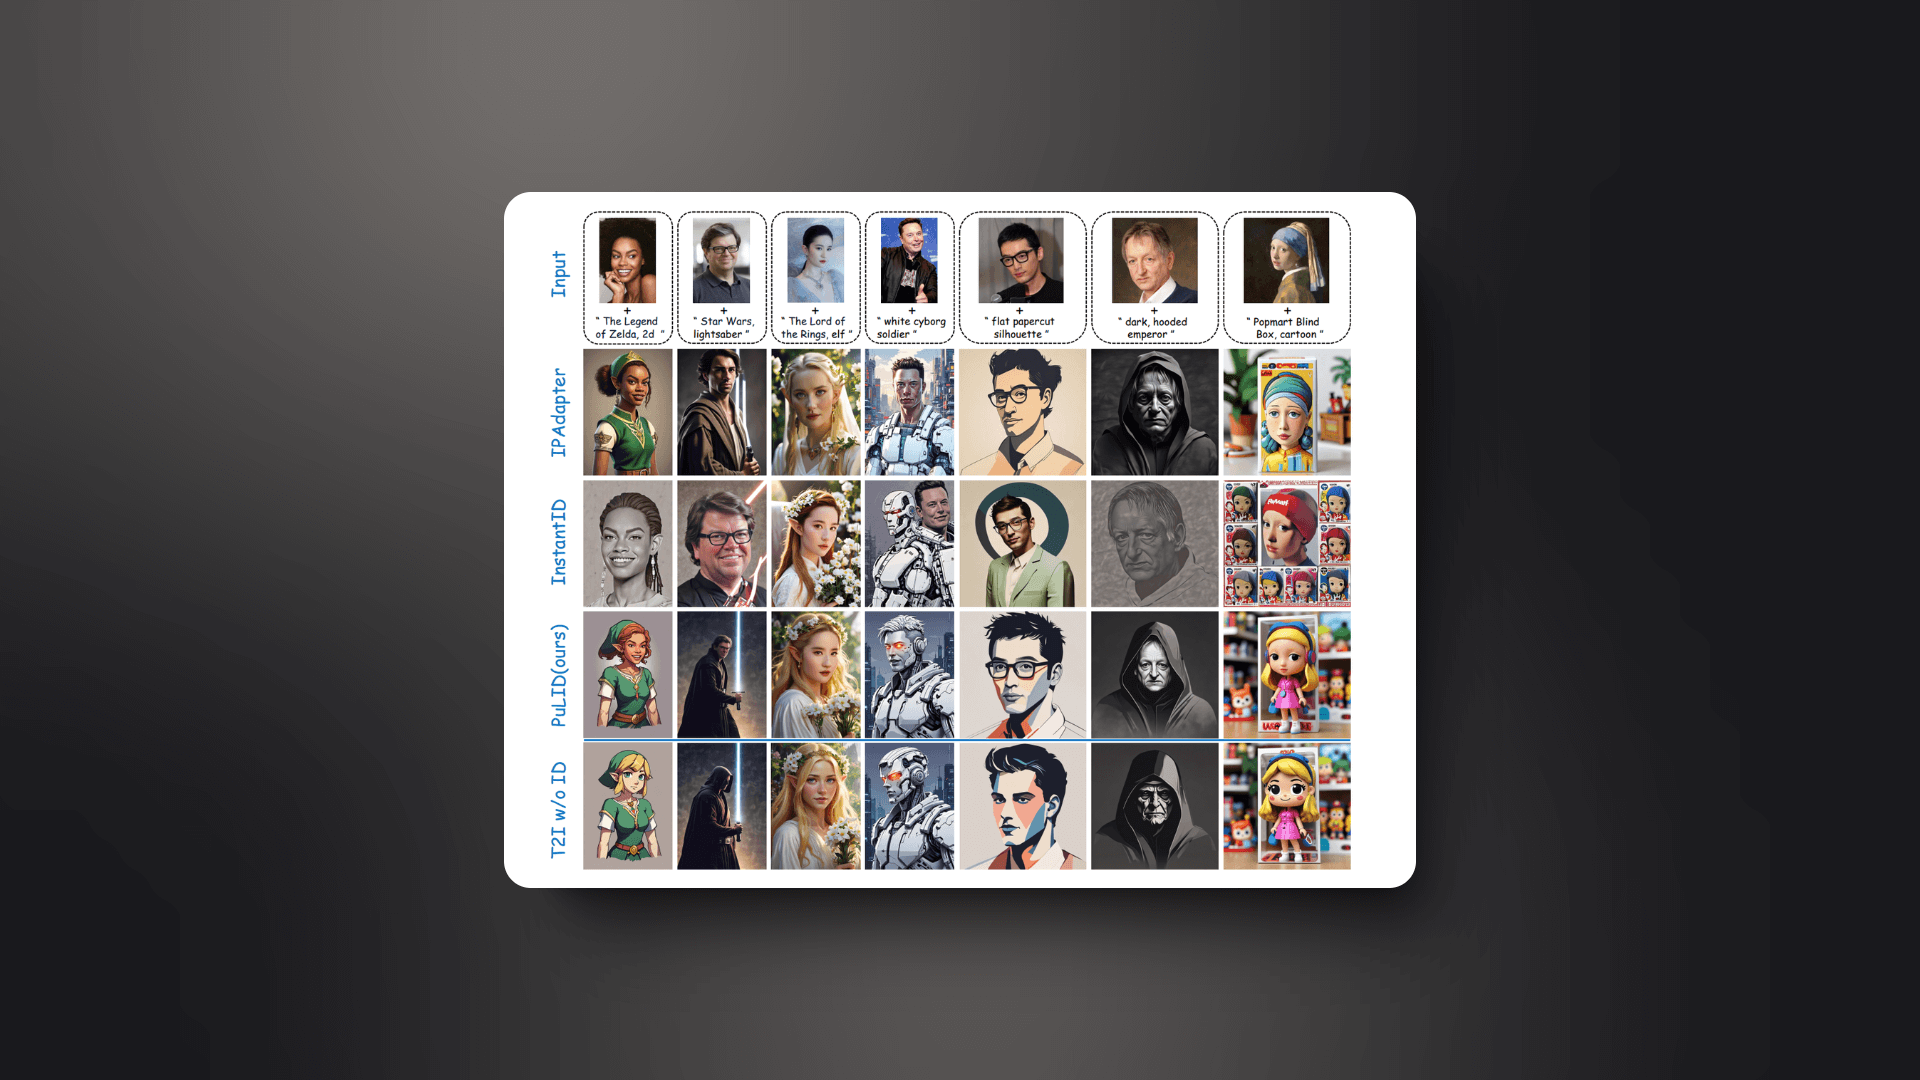 Input
+
“ The Legend
of Zelda, 2d ”
+
“ Star Wars,
lightsaber ”
+
“ The Lord of
the Rings, elf ”
+
“ white cyborg
soldier ”
+
“ flat papercut
silhouette ”
+
“ dark, hooded
emperor ”
+
“ Popmart Blind
Box, cartoon ”
IPAdapter
InstantID
PuLID(ours)
T2I w/o ID